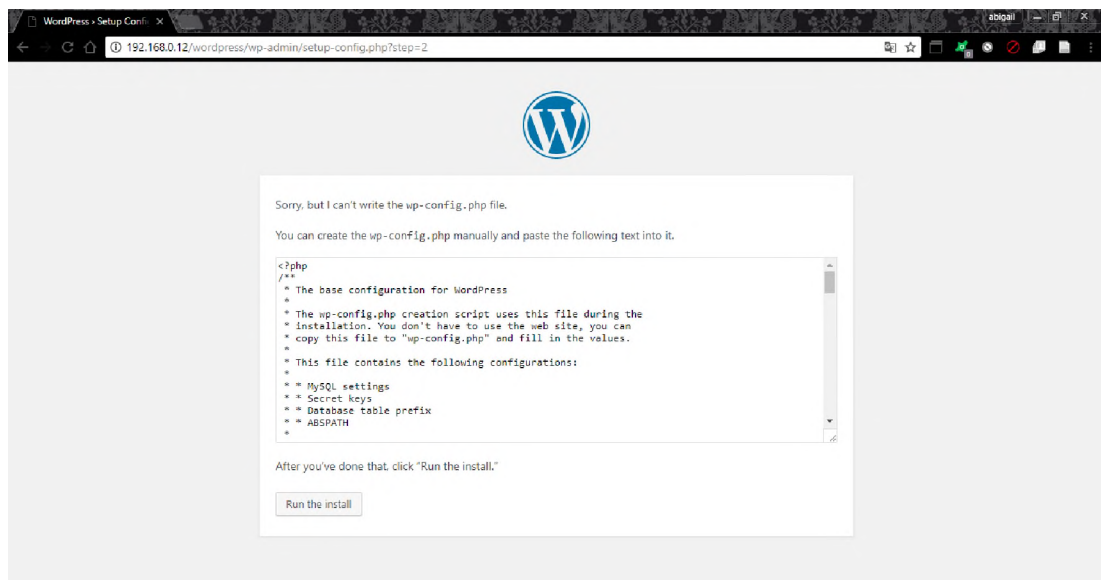 WordPress › Setup Confi
abigail
192.168.0.12/wordpress/wp-admin/setup-config.php?step=2
Sorry, but I can't write the wp-config.php file.
You can create the wp-config.php manually and paste the following text into it.
<?php
/**
* The base configuration for WordPress
*
* The wp-config.php creation script uses this file during the
* installation. You don't have to use the web site, you can
* copy this file to "wp-config.php" and fill in the values.
*
* This file contains the following configurations:
*
* * MySQL settings
* * Secret keys
* * Database table prefix
* * ABSPATH
*
After you've done that, click "Run the install."
Run the install